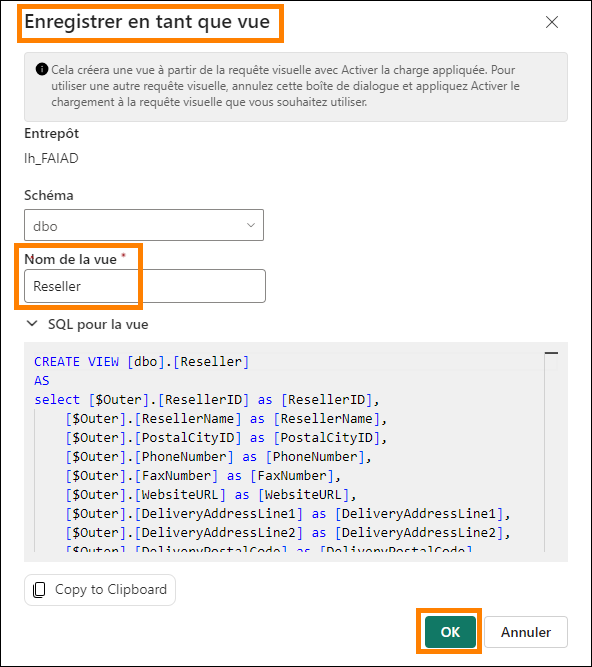 Enregistrer en tant que vue
Cela créera une vue à partir de la requête visuelle avec Activer la charge appliquée. Pour
utiliser une autre requête visuelle, annulez cette boîte de dialogue et appliquez Activer le
chargement à la requête visuelle que vous souhaitez utiliser.
Entrepôt
lh_FAIAD
Schéma
dbo
Nom de la vue *
Reseller
SQL pour la vue
CREATE VIEW [dbo].[Reseller]
AS
select [$Outer].[ResellerID] as [ResellerID],
[$Outer].[ResellerName] as [ResellerName],
[$Outer].[PostalCityID] as [PostalCityID],
[$Outer].[PhoneNumber] as [PhoneNumber],
[$Outer].[FaxNumber] as [FaxNumber],
[$Outer].[WebsiteURL] as [WebsiteURL],
[$Outer].[DeliveryAddressLine1] as [DeliveryAddressLine1],
[$Outer].[DeliveryAddressLine2] as [DeliveryAddressLine2],
[$Outer].[DeliveryPostalCode] as [DeliveryPostalCode]
Copy to Clipboard
OK
Annuler